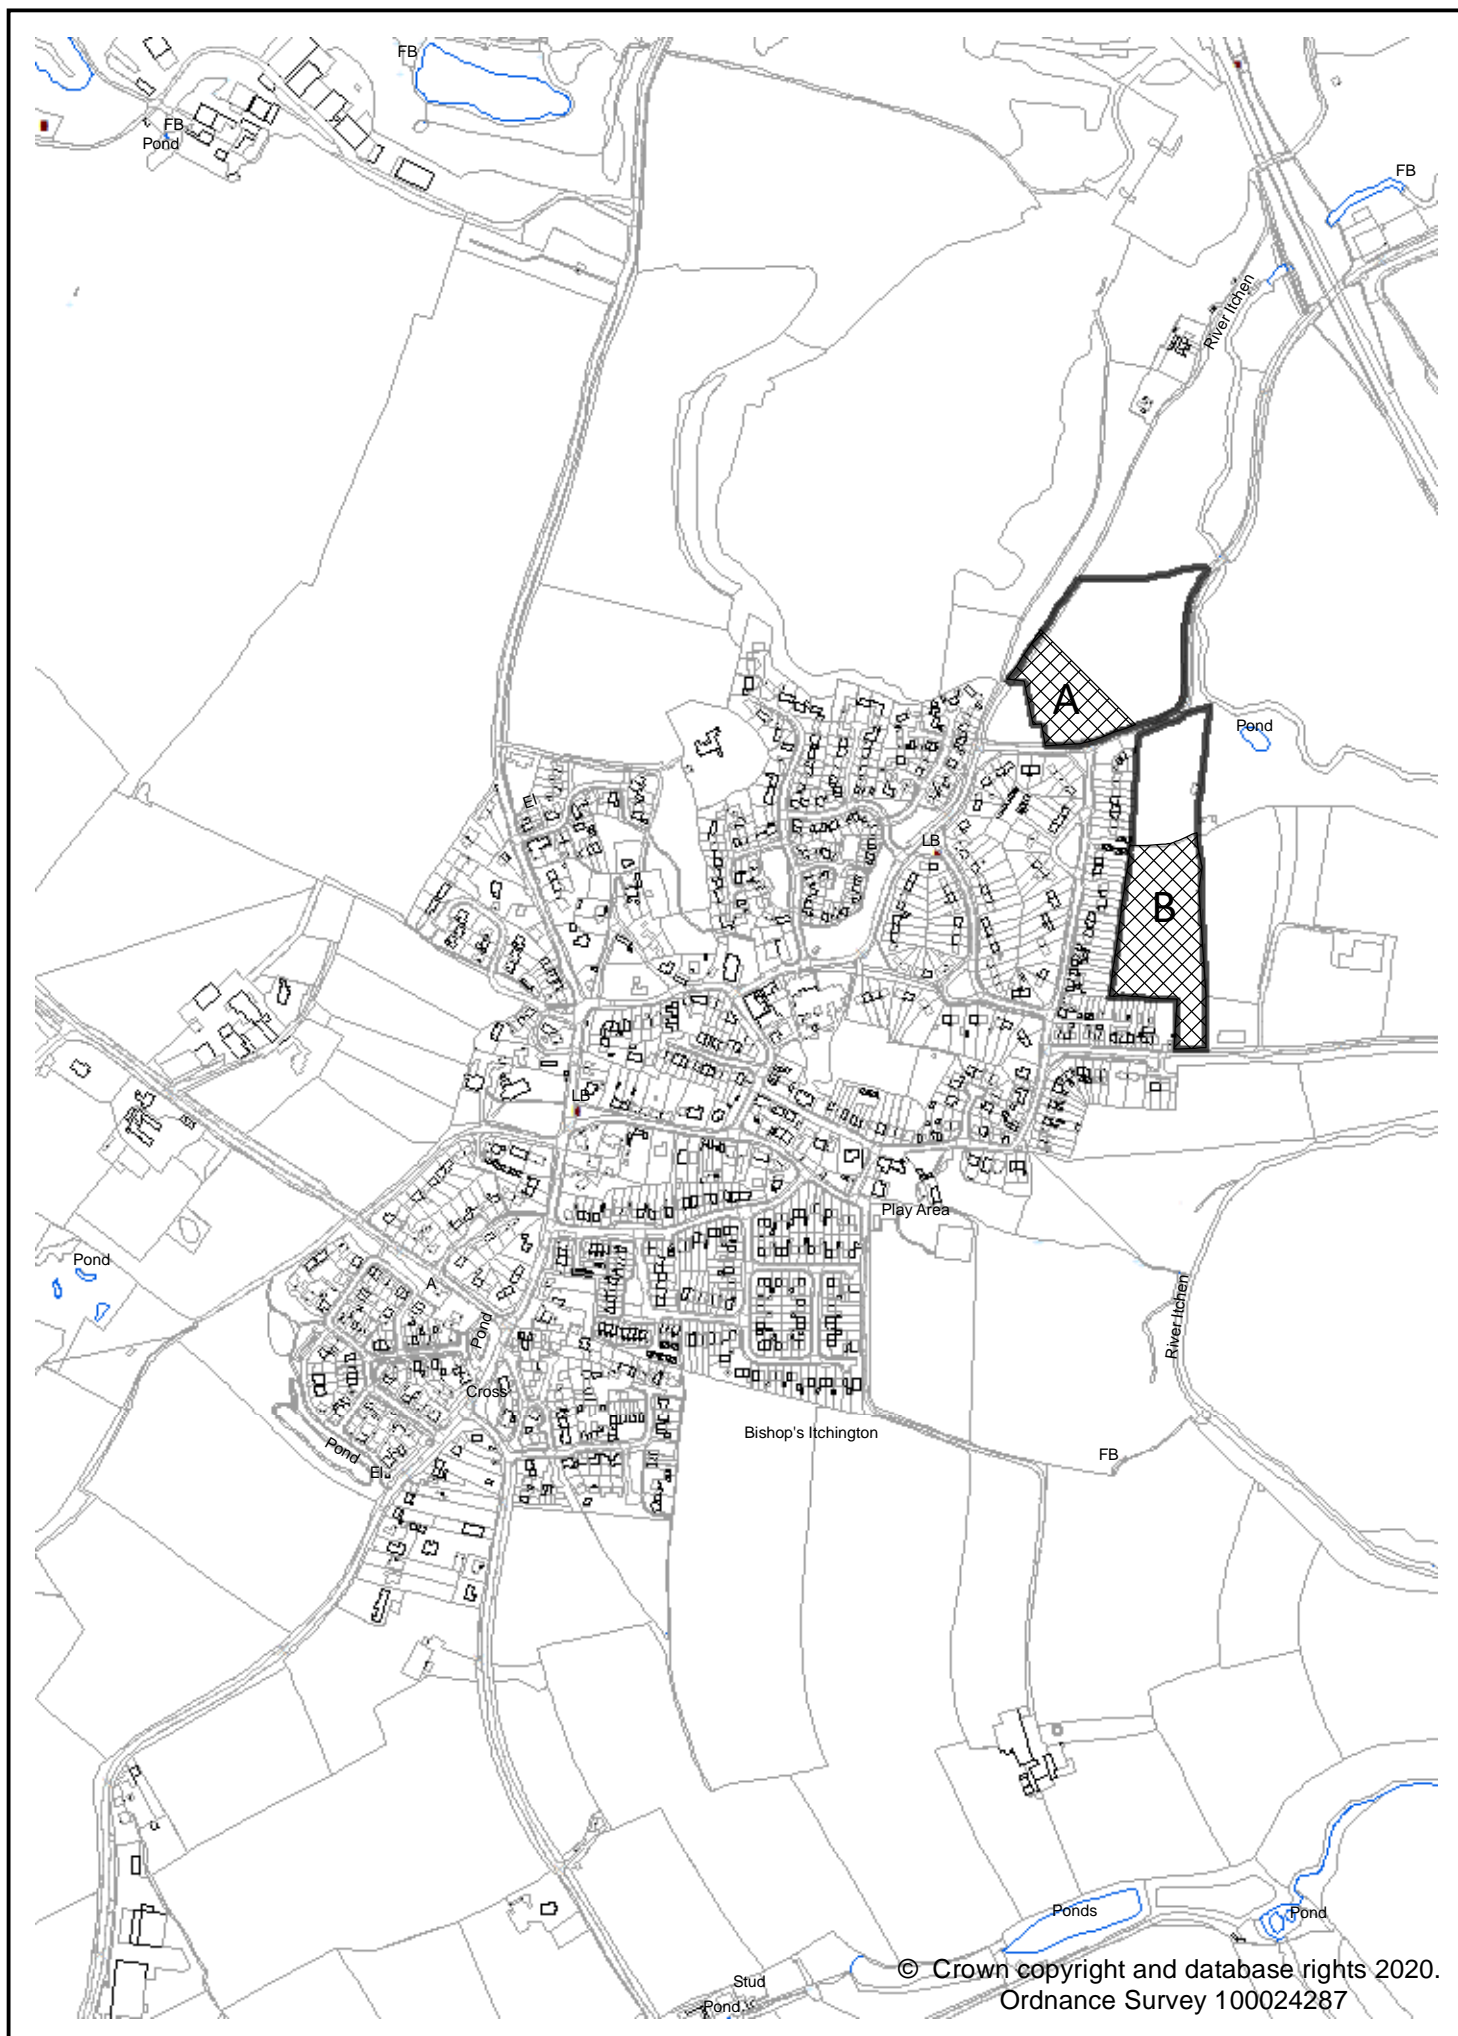 FB
FB
Pond
FB
River Itchen
A
Pond
El
LB
B
LB
Play Area
Pond
A
River Itchen
Pond
Cross
Bishop's Itchington
Pond
FB
El
Ponds
Pond
© Crown copyright and database rights 2020.
Stud
Ordnance Survey 100024287
Pond